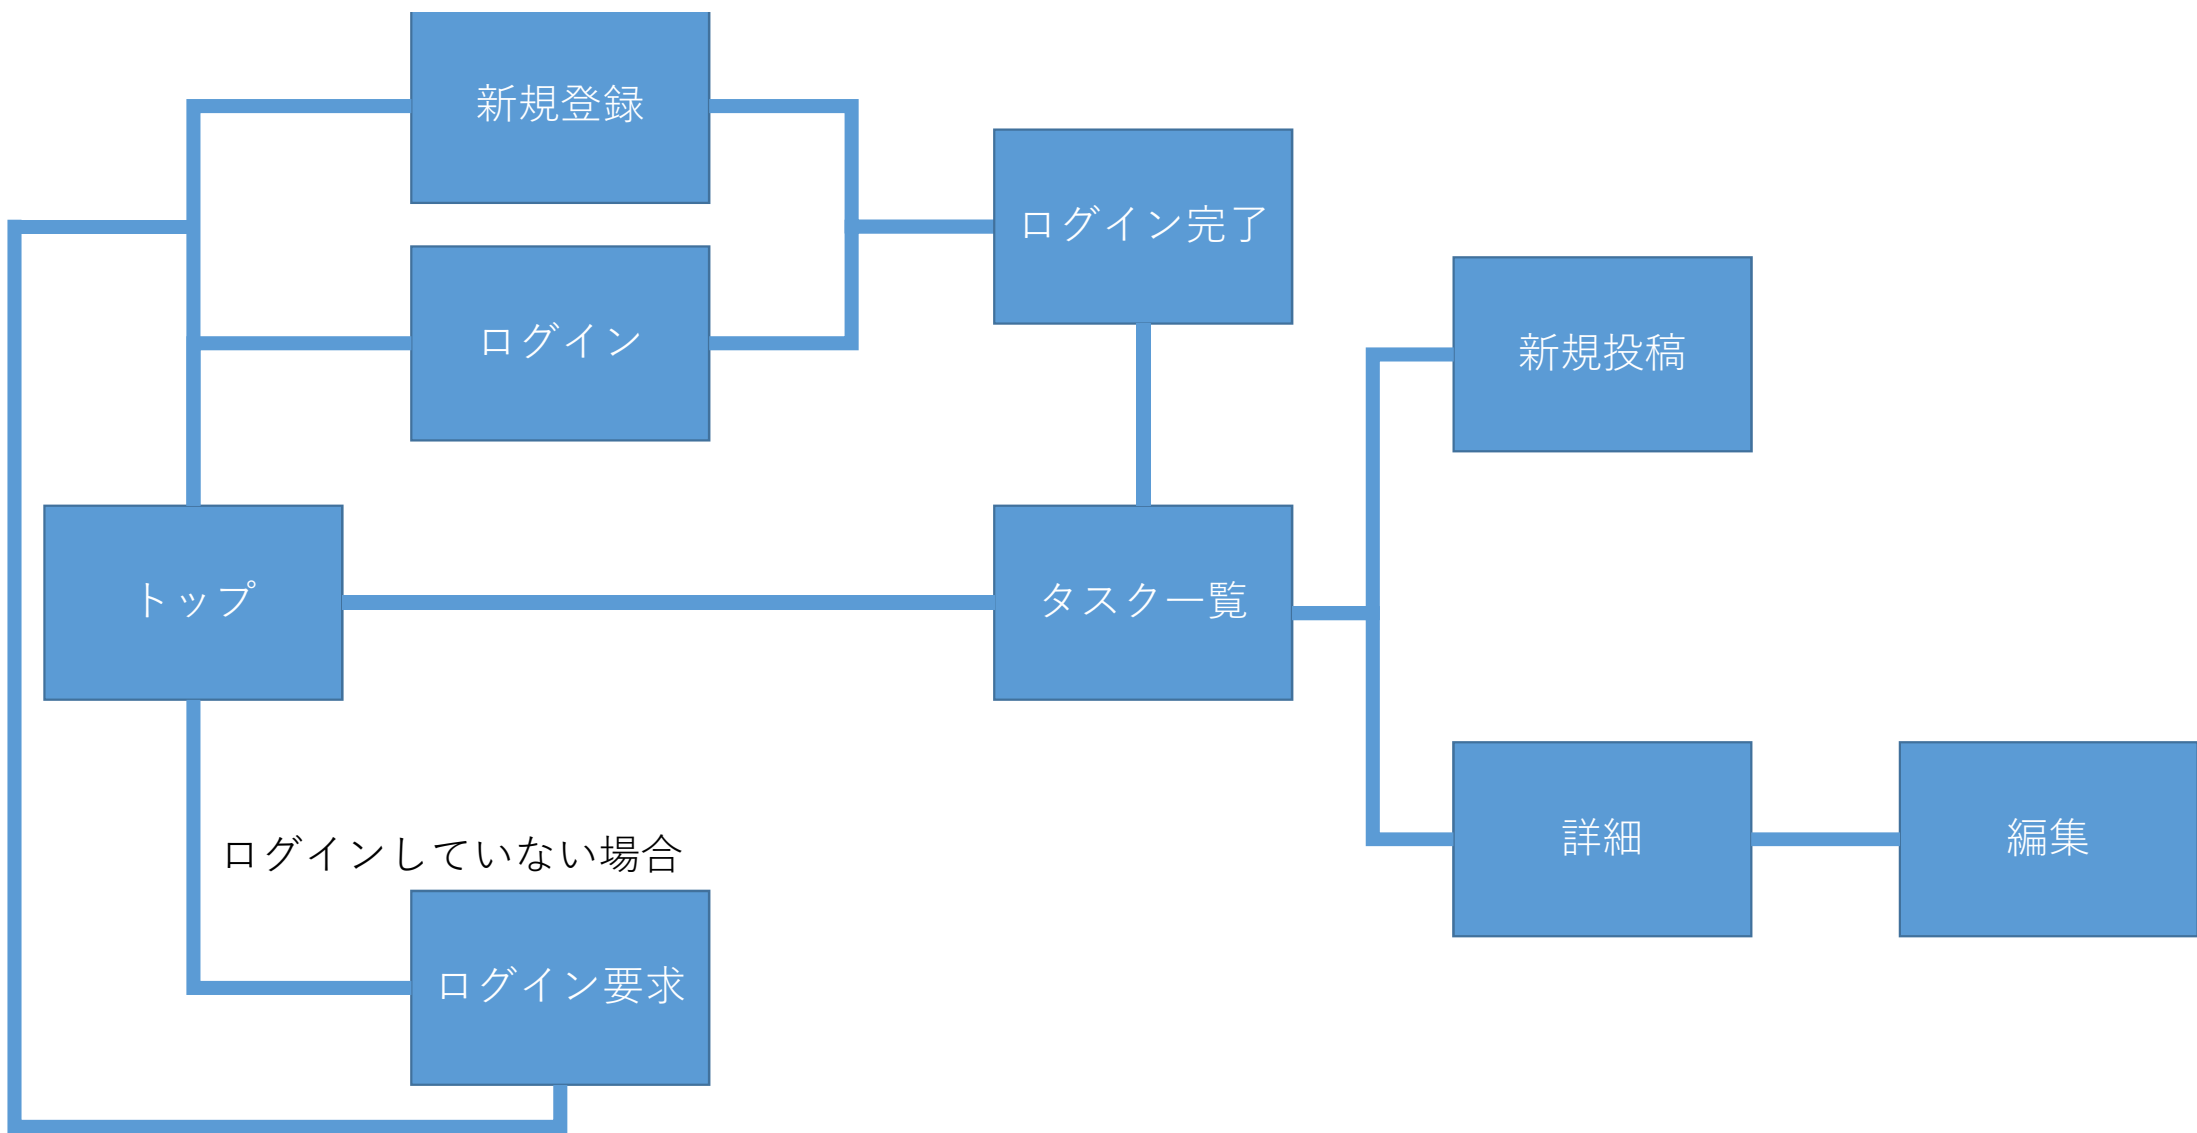 新規登録
ログイン完了
ログイン
新規投稿
トップ
タスク一覧
詳細
編集
ログインしていない場合
ログイン要求